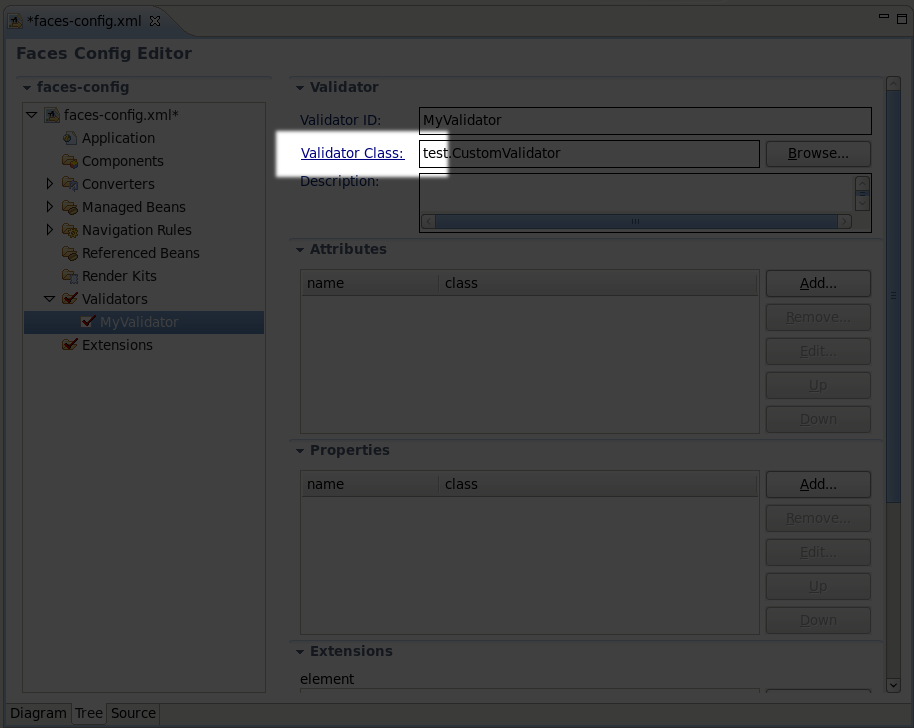 *faces-config.xml
Faces Config Editor
faces-config
faces-config.xml*
Application
Components
Converters
Managed Beans
Navigation Rules
Referenced Beans
Render Kits
Validators
MyValidator
Extensions
Validator
Validator ID: MyValidator
Validator Class: test.CustomValidator Browse...
Description:
Attributes
name class Add...
Remove...
Edit...
Up
Down
Properties
name class Add...
Remove...
Edit...
Up
Down
Extensions
element
Diagram Tree Source